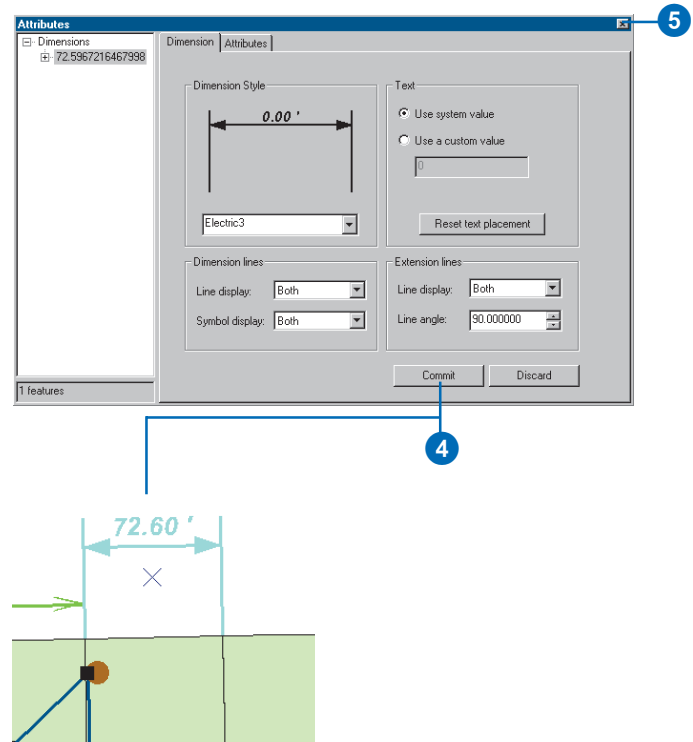 Attributes
5
Dimensions
72.5967216467998
Dimension Attributes
Dimension Style
0.00 '
Electric3
Text
Use system value
Use a custom value
0
Reset text placement
Dimension lines
Line display: Both
Symbol display: Both
Extension lines
Line display: Both
Line angle: 90.000000
Commit Discard
1 features
4
72.60 '